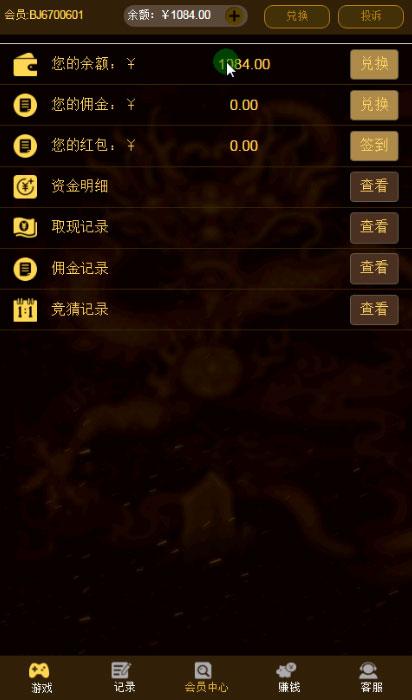 会员:BJ6700601 余额：￥1084.00 兑换 投诉
您的余额：￥ 1084.00 兑换
您的佣金：￥ 0.00 兑换
您的红包：￥ 0.00 签到
资金明细 查看
取现记录 查看
佣金记录 查看
1:1 竞猜记录 查看
游戏 记录 会员中心 赚钱 客服